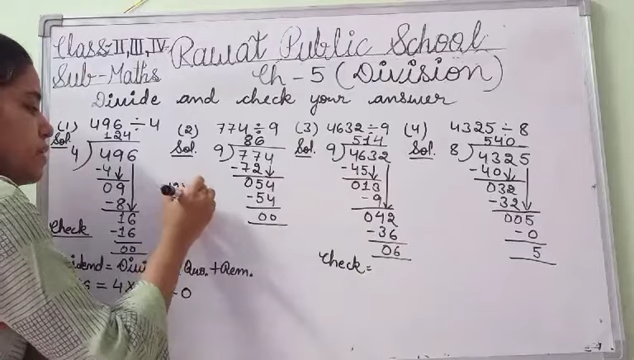 Class-II,III,IV Rawat Public School
Sub-Maths Ch-5 (Division)
Divide and check your answer
(1) 496÷4 (2) 774÷9 (3) 4632÷9 (4) 4325÷8
Sol. 124 Sol. 86 Sol. 514 Sol. 540
4) 496 9) 774 9) 4632 8) 4325
-4 -72 -45 -40
09 054 013 032
-8 -54 -9 -32
16 00 042 005
Check -16 -36 -0
00 06 5
Check=
Quo. + Rem.
= 4×
0